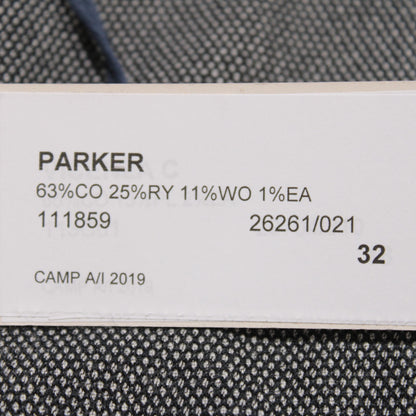 PARKER
63%CO 25%RY 11%WO 1%EA
111859 26261/021
32
CAMP A/I 2019